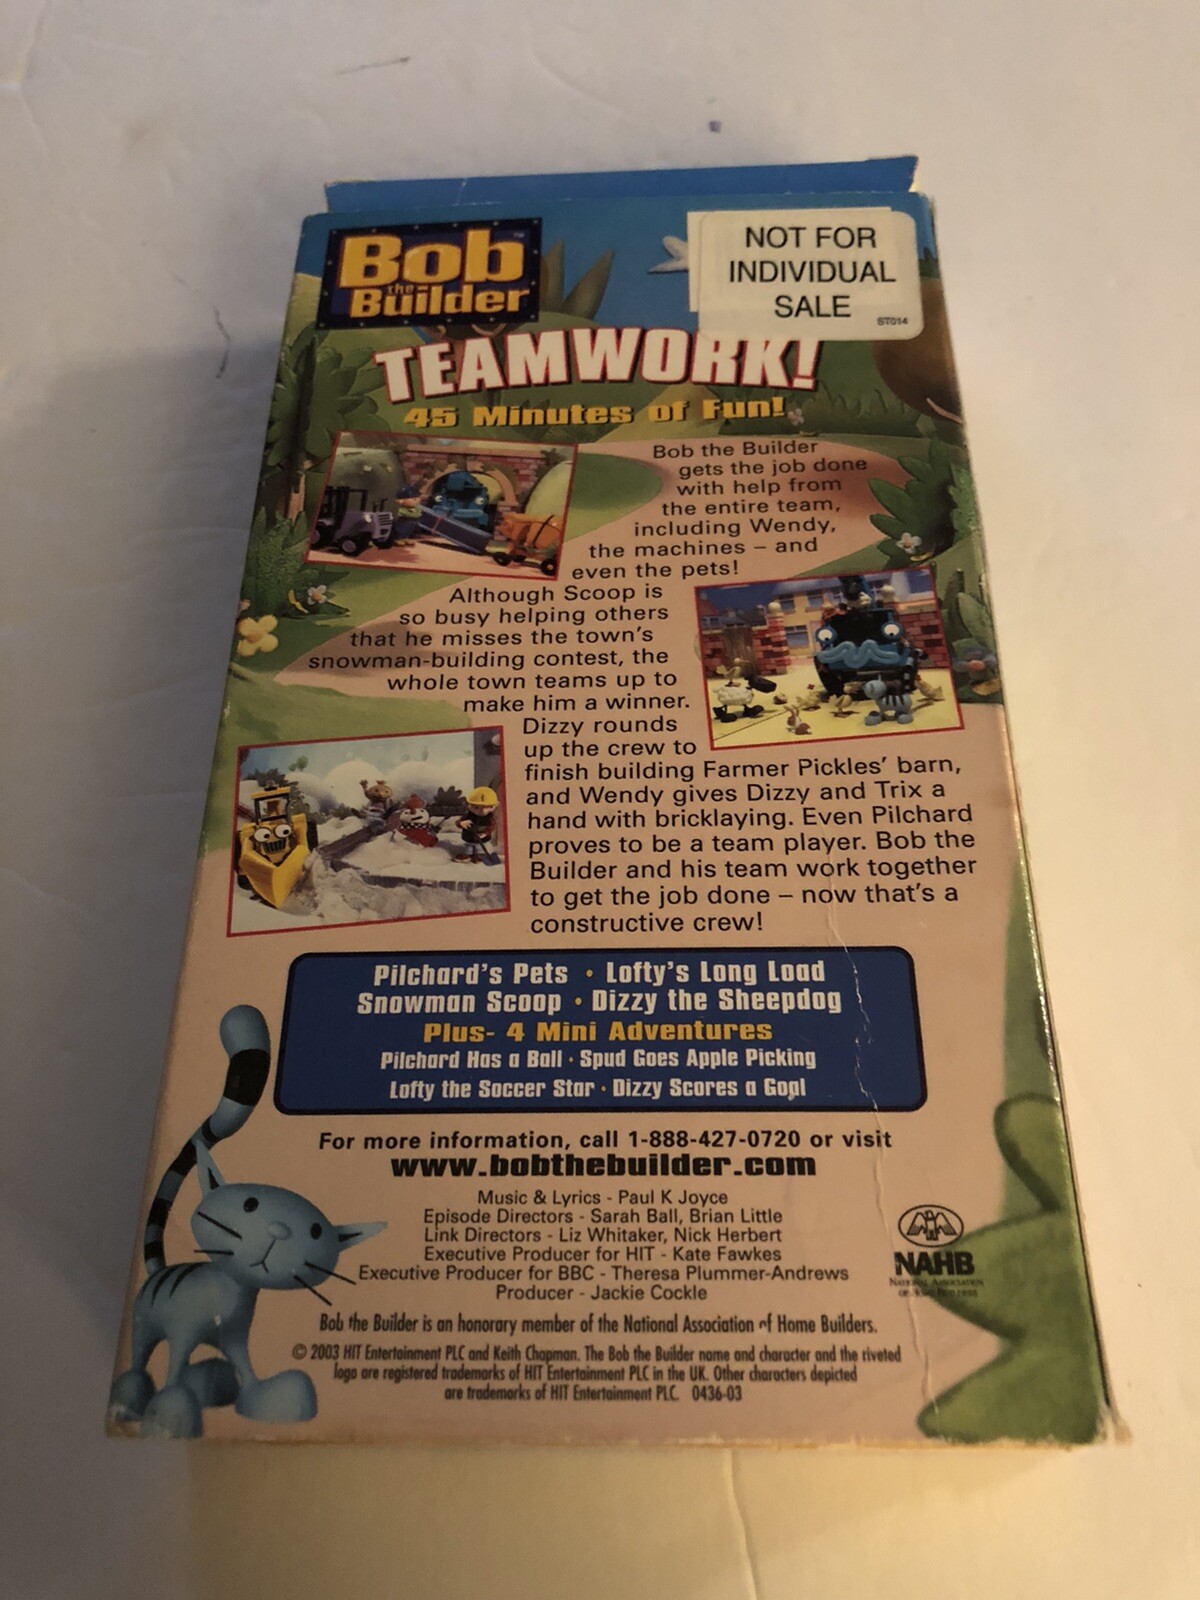 Bob
the
Builder
™
NOT FOR
INDIVIDUAL
SALE
ST014
TEAMWORK!
45 Minutes of Fun!
Bob the Builder
gets the job done
with help from
the entire team,
including Wendy,
the machines – and
even the pets!
Although Scoop is
so busy helping others
that he misses the town's
snowman-building contest, the
whole town teams up to
make him a winner.
Dizzy rounds
up the crew to
finish building Farmer Pickles' barn,
and Wendy gives Dizzy and Trix a
hand with bricklaying. Even Pilchard
proves to be a team player. Bob the
Builder and his team work together
to get the job done – now that's a
constructive crew!
Pilchard's Pets • Lofty's Long Load
Snowman Scoop • Dizzy the Sheepdog
Plus- 4 Mini Adventures
Pilchard Has a Ball • Spud Goes Apple Picking
Lofty the Soccer Star • Dizzy Scores a Goal
For more information, call 1-888-427-0720 or visit
www.bobthebuilder.com
Music & Lyrics - Paul K Joyce
Episode Directors - Sarah Ball, Brian Little
Link Directors - Liz Whitaker, Nick Herbert
Executive Producer for HIT - Kate Fawkes
Executive Producer for BBC - Theresa Plummer-Andrews
Producer - Jackie Cockle
NAHB
NATIONAL ASSOCIATION
OF HOME BUILDERS
Bob the Builder is an honorary member of the National Association of Home Builders.
© 2003 HIT Entertainment PLC and Keith Chapman. The Bob the Builder name and character and the riveted
logo are registered trademarks of HIT Entertainment PLC in the UK. Other characters depicted
are trademarks of HIT Entertainment PLC. 0436-03